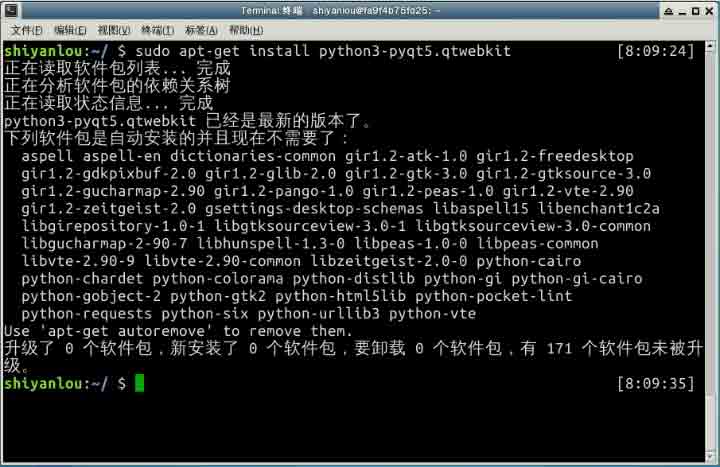 Terminal 终端 - shiyanlou@fa9f4b75fd25: ~
文件(F) 编辑(E) 视图(V) 终端(T) 标签(A) 帮助(H)
shiyanlou:~/ $ sudo apt-get install python3-pyqt5.qtwebkit [8:09:24]
正在读取软件包列表... 完成
正在分析软件包的依赖关系树
正在读取状态信息... 完成
python3-pyqt5.qtwebkit 已经是最新的版本了。
下列软件包是自动安装的并且现在不需要了：
aspell aspell-en dictionaries-common gir1.2-atk-1.0 gir1.2-freedesktop
gir1.2-gdkpixbuf-2.0 gir1.2-glib-2.0 gir1.2-gtk-3.0 gir1.2-gtksource-3.0
gir1.2-gucharmap-2.90 gir1.2-pango-1.0 gir1.2-peas-1.0 gir1.2-vte-2.90
gir1.2-zeitgeist-2.0 gsettings-desktop-schemas libaspell15 libenchant1c2a
libgirepository-1.0-1 libgtksourceview-3.0-1 libgtksourceview-3.0-common
libgucharmap-2-90-7 libhunspell-1.3-0 libpeas-1.0-0 libpeas-common
libvte-2.90-9 libvte-2.90-common libzeitgeist-2.0-0 python-cairo
python-chardet python-colorama python-distlib python-gi python-gi-cairo
python-gobject-2 python-gtk2 python-html5lib python-pocket-lint
python-requests python-six python-urllib3 python-vte
Use 'apt-get autoremove' to remove them.
升级了 0 个软件包，新安装了 0 个软件包，要卸载 0 个软件包，有 171 个软件包未被升
级。
shiyanlou:~/ $ [8:09:35]